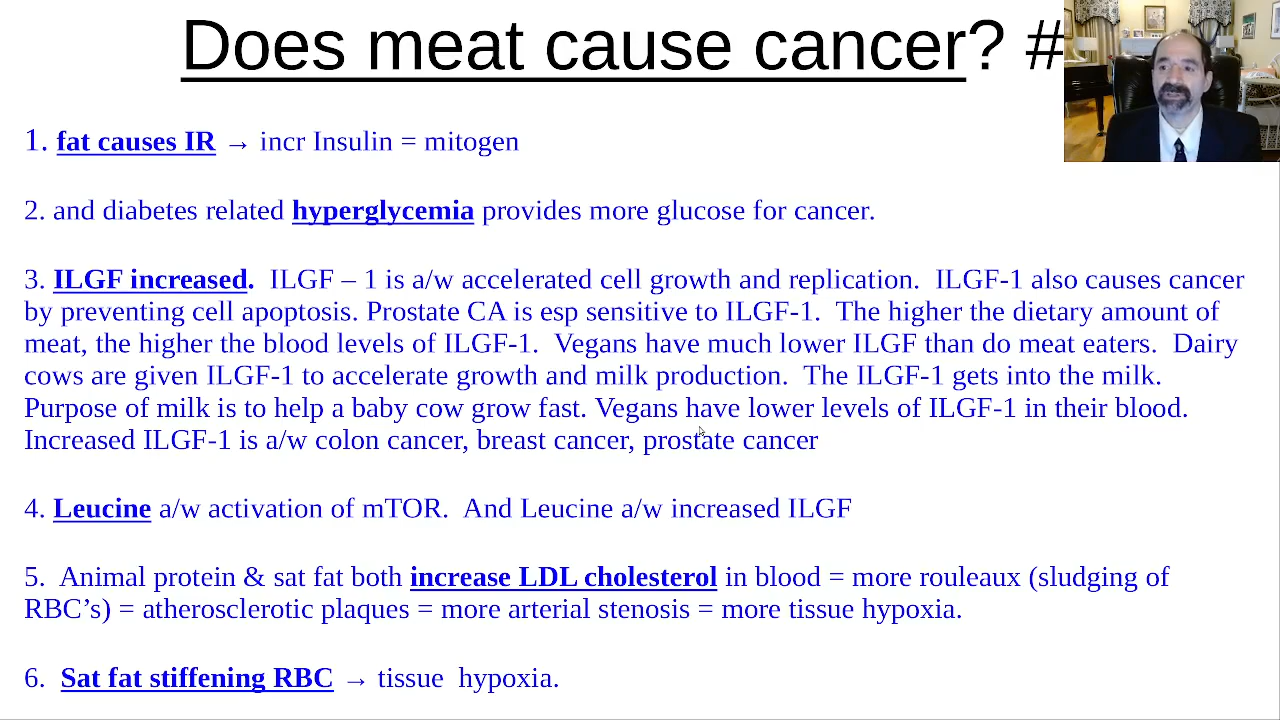 Does meat cause cancer? #
1. fat causes IR → incr Insulin = mitogen
2. and diabetes related hyperglycemia provides more glucose for cancer.
3. ILGF increased.  ILGF – 1 is a/w accelerated cell growth and replication.  ILGF-1 also causes cancer
by preventing cell apoptosis. Prostate CA is esp sensitive to ILGF-1.  The higher the dietary amount of
meat, the higher the blood levels of ILGF-1.  Vegans have much lower ILGF than do meat eaters.  Dairy
cows are given ILGF-1 to accelerate growth and milk production.  The ILGF-1 gets into the milk.
Purpose of milk is to help a baby cow grow fast. Vegans have lower levels of ILGF-1 in their blood.
Increased ILGF-1 is a/w colon cancer, breast cancer, prostate cancer
4. Leucine a/w activation of mTOR.  And Leucine a/w increased ILGF
5.  Animal protein & sat fat both increase LDL cholesterol in blood = more rouleaux (sludging of
RBC’s) = atherosclerotic plaques = more arterial stenosis = more tissue hypoxia.
6.  Sat fat stiffening RBC → tissue  hypoxia.